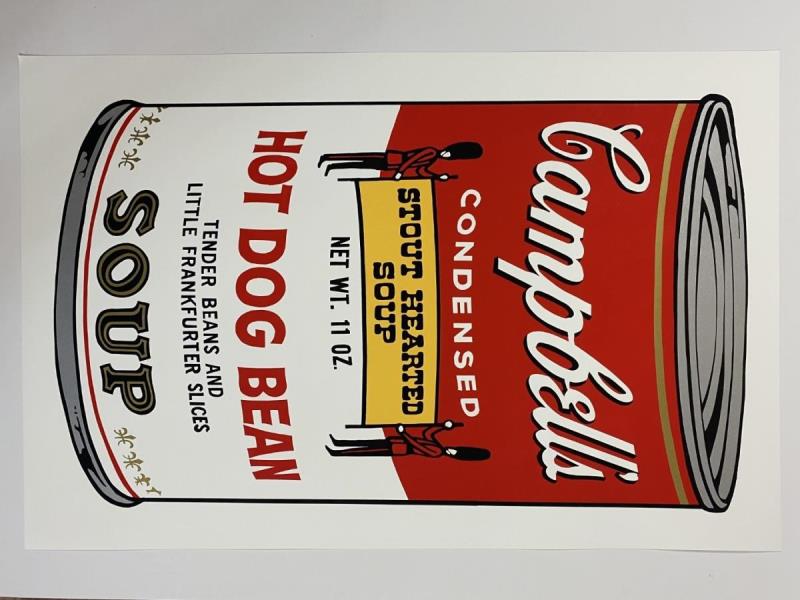 Campbell's
CONDENSED
STOUT HEARTED
SOUP
NET WT. 11 OZ.
HOT DOG BEAN
TENDER BEANS AND
LITTLE FRANKFURTER SLICES
SOUP